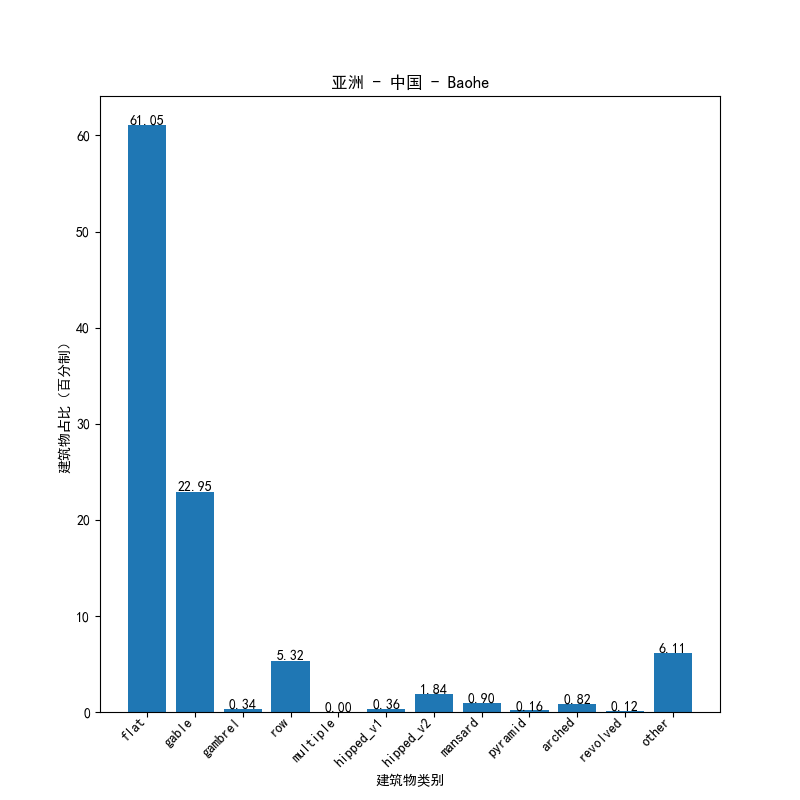 亚洲 - 中国 - Baohe
建筑物占比（百分制）
60
50
40
30
20
10
0
61.05
22.95
0.34
5.32
0.00
0.36
1.84
0.90
0.16
0.82
0.12
6.11
flat
gable
gambrel
row
multiple
hipped_v1
hipped_v2
mansard
pyramid
arched
revolved
other
建筑物类别